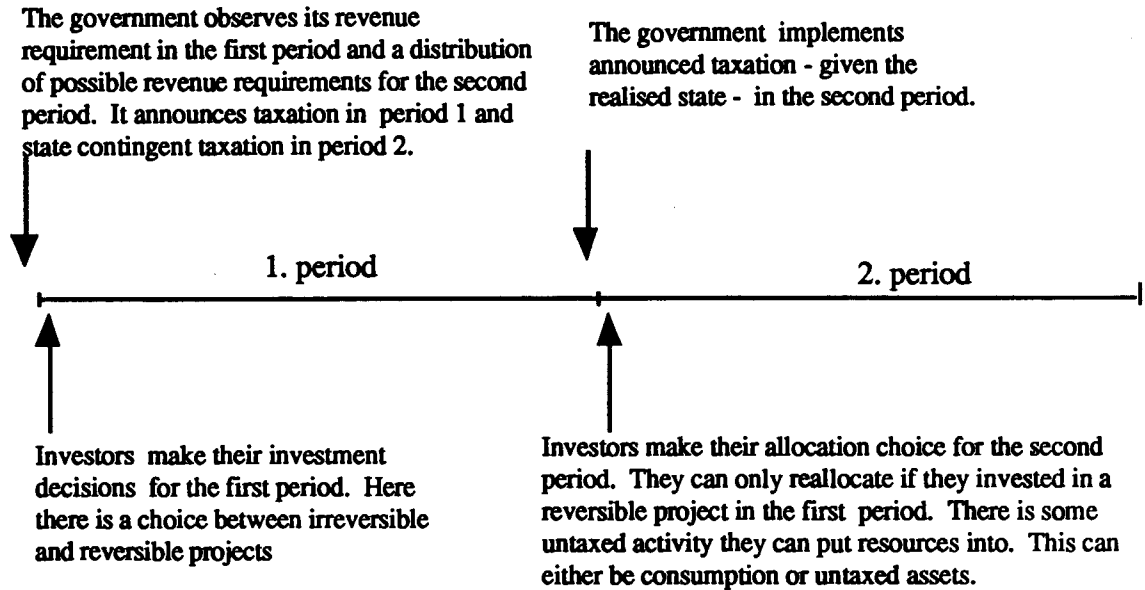 The government observes its revenue
requirement in the first period and a distribution
of possible revenue requirements for the second
period. It announces taxation in period 1 and
state contingent taxation in period 2.
The government implements
announced taxation - given the
realised state - in the second period.
1. period
2. period
Investors make their investment
decisions for the first period. Here
there is a choice between irreversible
and reversible projects
Investors make their allocation choice for the second
period. They can only reallocate if they invested in a
reversible project in the first period. There is some
untaxed activity they can put resources into. This can
either be consumption or untaxed assets.